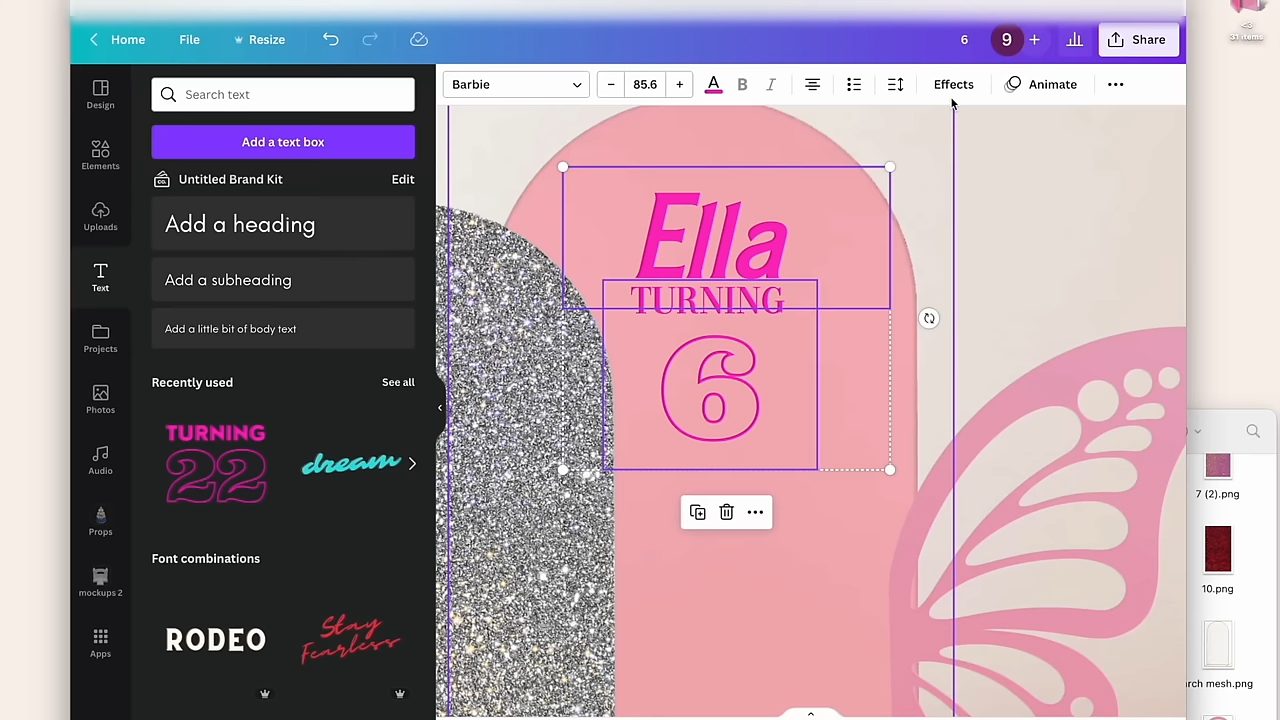 Home
File
Resize
6
9
Share
Design
Elements
Uploads
Text
Projects
Photos
Audio
Props
mockups 2
Apps
Search text
Add a text box
Untitled Brand Kit
Edit
Add a heading
Add a subheading
Add a little bit of body text
Recently used
See all
TURNING
22
dream
Font combinations
RODEO
Stay
Fearless
Barbie
85.6
Effects
Animate
Ella
TURNING
6
31 items
7 (2).png
10.png
rch mesh.png